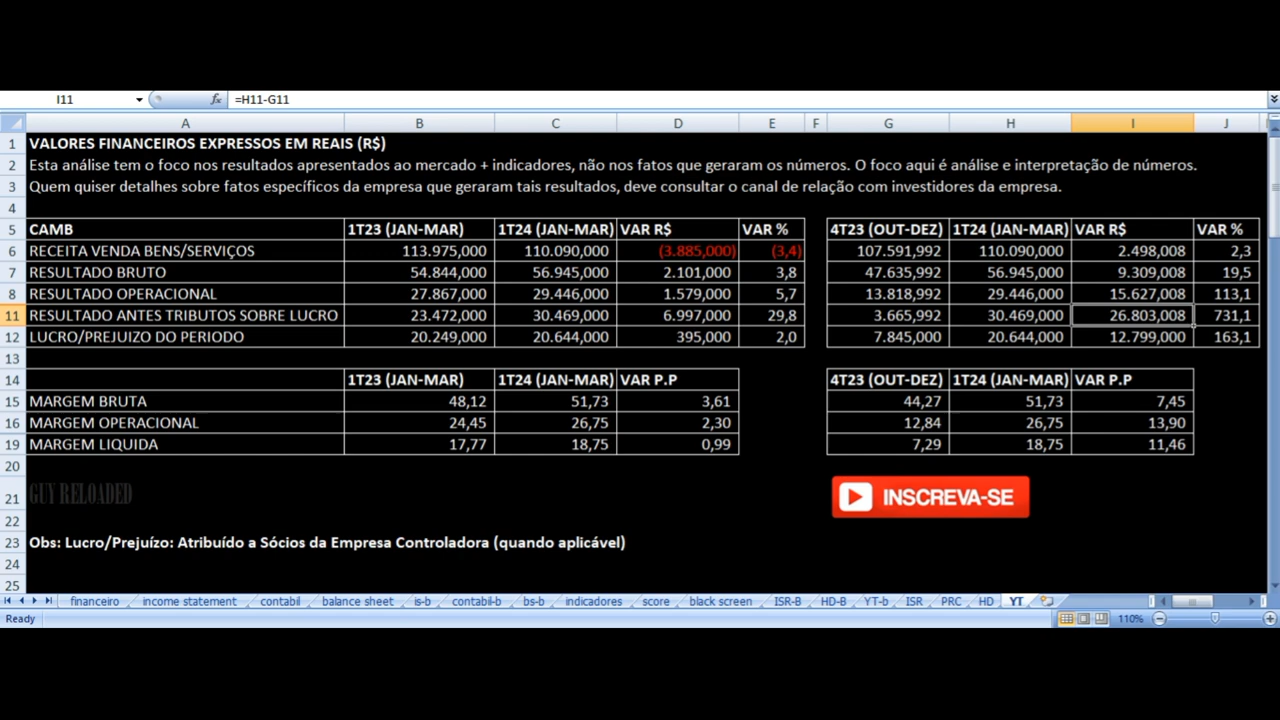 I11 fx =H11-G11
A B C D E F G H I J
1 VALORES FINANCEIROS EXPRESSOS EM REAIS (R$)
2 Esta análise tem o foco nos resultados apresentados ao mercado + indicadores, não nos fatos que geraram os números. O foco aqui é análise e interpretação de números.
3 Quem quiser detalhes sobre fatos específicos da empresa que geraram tais resultados, deve consultar o canal de relação com investidores da empresa.
4
5 CAMB 1T23 (JAN-MAR) 1T24 (JAN-MAR) VAR R$ VAR % 4T23 (OUT-DEZ) 1T24 (JAN-MAR) VAR R$ VAR %
6 RECEITA VENDA BENS/SERVIÇOS 113.975,000 110.090,000 (3.885,000) (3,4) 107.591,992 110.090,000 2.498,008 2,3
7 RESULTADO BRUTO 54.844,000 56.945,000 2.101,000 3,8 47.635,992 56.945,000 9.309,008 19,5
8 RESULTADO OPERACIONAL 27.867,000 29.446,000 1.579,000 5,7 13.818,992 29.446,000 15.627,008 113,1
11 RESULTADO ANTES TRIBUTOS SOBRE LUCRO 23.472,000 30.469,000 6.997,000 29,8 3.665,992 30.469,000 26.803,008 731,1
12 LUCRO/PREJUIZO DO PERIODO 20.249,000 20.644,000 395,000 2,0 7.845,000 20.644,000 12.799,000 163,1
13
14 1T23 (JAN-MAR) 1T24 (JAN-MAR) VAR P.P 4T23 (OUT-DEZ) 1T24 (JAN-MAR) VAR P.P
15 MARGEM BRUTA 48,12 51,73 3,61 44,27 51,73 7,45
16 MARGEM OPERACIONAL 24,45 26,75 2,30 12,84 26,75 13,90
19 MARGEM LIQUIDA 17,77 18,75 0,99 7,29 18,75 11,46
20
21 GUY RELOADED INSCREVA-SE
22
23 Obs: Lucro/Prejuízo: Atribuído a Sócios da Empresa Controladora (quando aplicável)
24
25
financeiro income statement contabil balance sheet is-b contabil-b bs-b indicadores score black screen ISR-B HD-B YT-b ISR PRC HD YT
Ready 110%